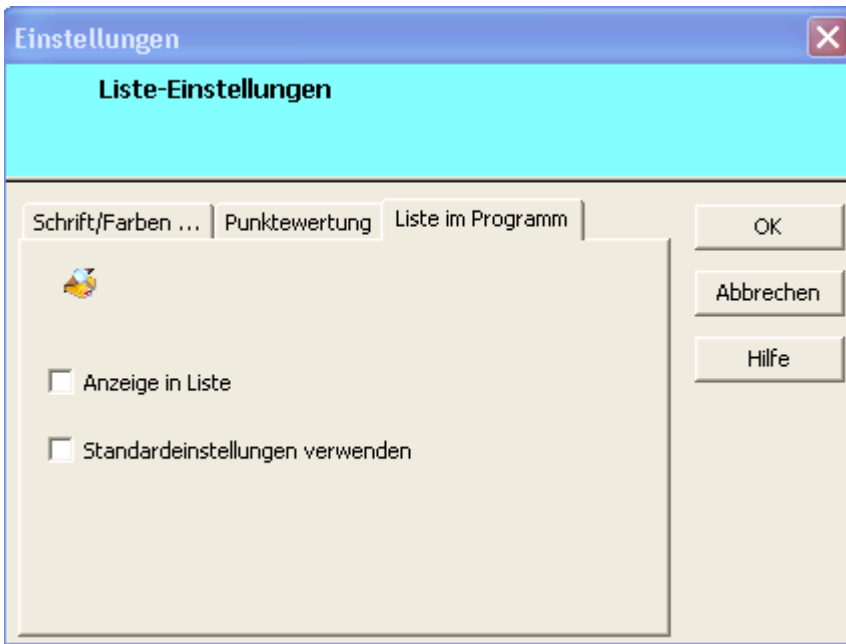 Einstellungen
Liste-Einstellungen
Schrift/Farben ... Punktewertung Liste im Programm
OK
Abbrechen
Hilfe
Anzeige in Liste
Standardeinstellungen verwenden